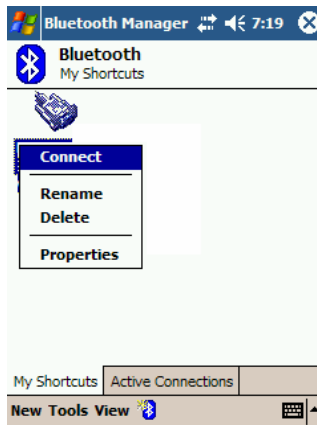 Bluetooth Manager 7:19
Bluetooth
My Shortcuts
Connect
Rename
Delete
Properties
My Shortcuts Active Connections
New Tools View